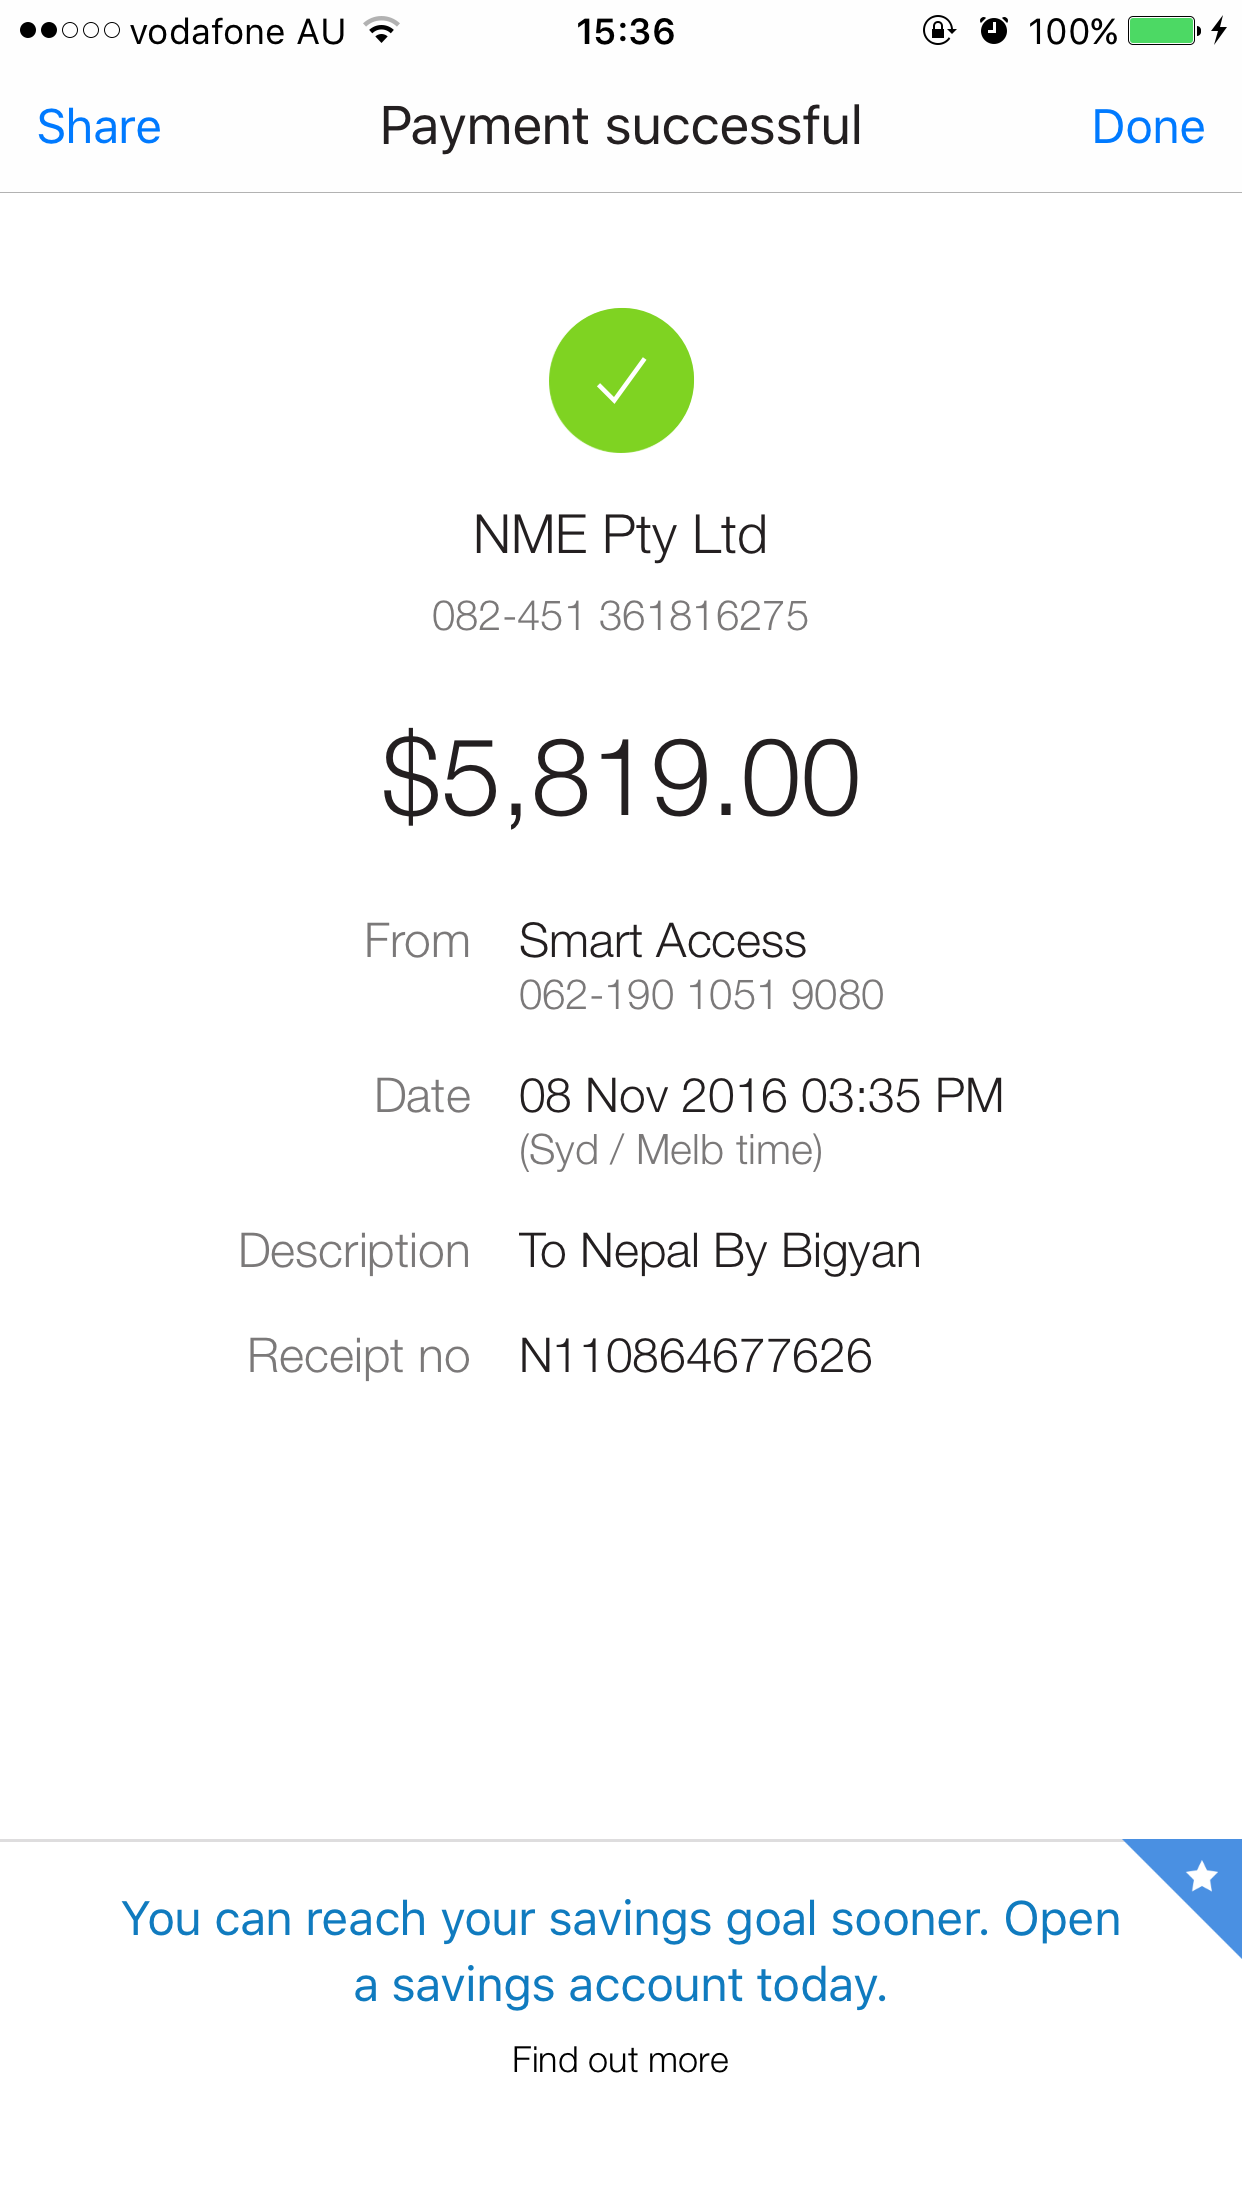 vodafone AU 15:36 100%
Share Payment successful Done
NME Pty Ltd
082-451 361816275
$5,819.00
From Smart Access
062-190 1051 9080
Date 08 Nov 2016 03:35 PM
(Syd / Melb time)
Description To Nepal By Bigyan
Receipt no N110864677626
You can reach your savings goal sooner. Open
a savings account today.
Find out more